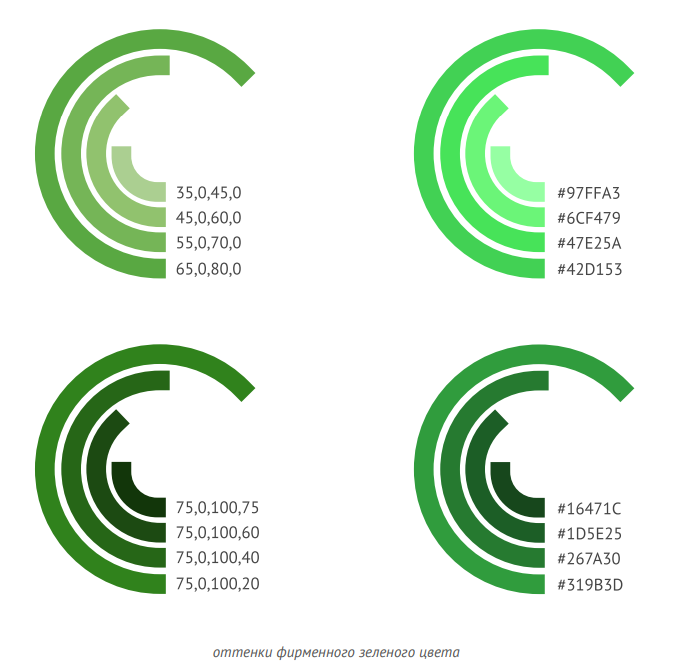 35,0,45,0
45,0,60,0
55,0,70,0
65,0,80,0
#97FFA3
#6CF479
#47E25A
#42D153
75,0,100,75
75,0,100,60
75,0,100,40
75,0,100,20
#16471C
#1D5E25
#267A30
#319B3D
оттенки фирменного зеленого цвета